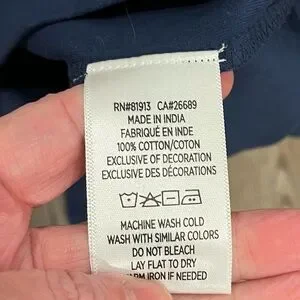 RN#81913 CA#26689
MADE IN INDIA
FABRIQUÉ EN INDE
100% COTTON/COTON
EXCLUSIVE OF DECORATION
EXCLUSIVE DES DÉCORATIONS
MACHINE WASH COLD
WASH WITH SIMILAR COLORS
DO NOT BLEACH
LAY FLAT TO DRY
IRON IF NEEDED